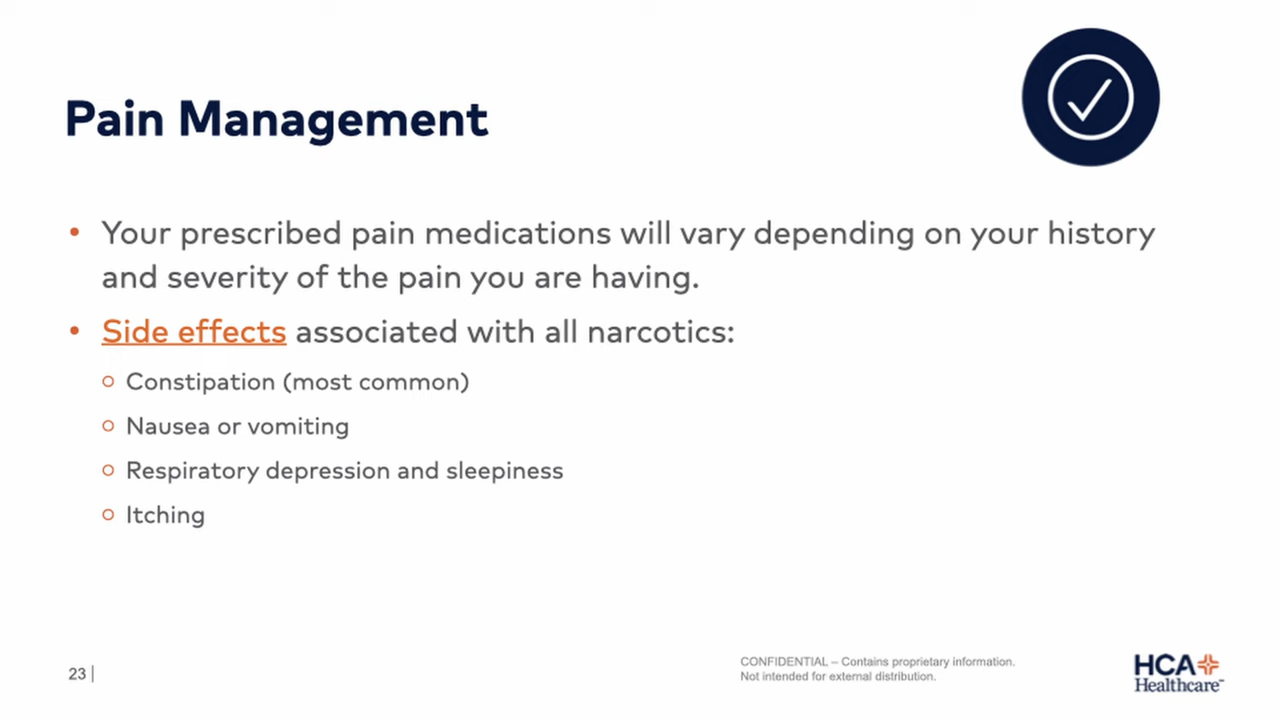 Pain Management
• Your prescribed pain medications will vary depending on your history
and severity of the pain you are having.
• Side effects associated with all narcotics:
○ Constipation (most common)
○ Nausea or vomiting
○ Respiratory depression and sleepiness
○ Itching
23 |
CONFIDENTIAL – Contains proprietary information.
Not intended for external distribution.
HCA
Healthcare™